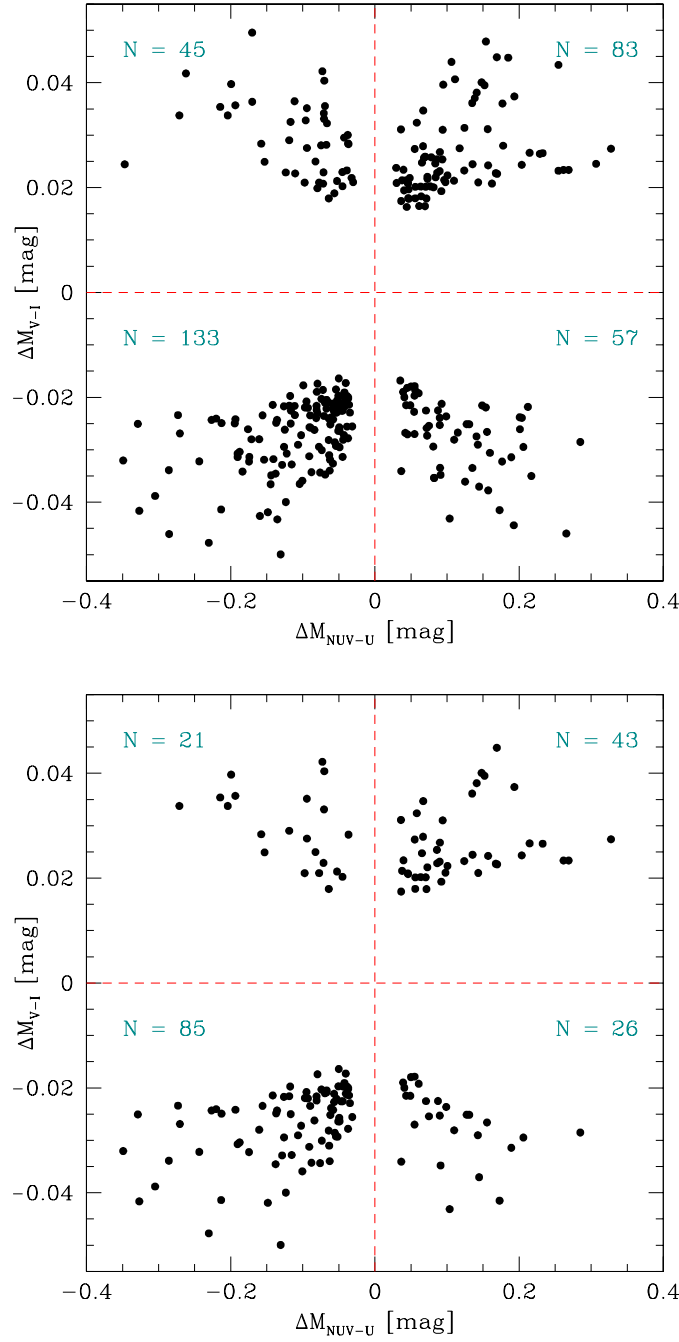 N = 45
N = 83
0.04
0.02
0
−0.02
−0.04
ΔM_V−I [mag]
N = 133
N = 57
−0.4
−0.2
0
0.2
0.4
ΔM_NUV−U [mag]
N = 21
N = 43
0.04
0.02
0
−0.02
−0.04
ΔM_V−I [mag]
N = 85
N = 26
−0.4
−0.2
0
0.2
0.4
ΔM_NUV−U [mag]